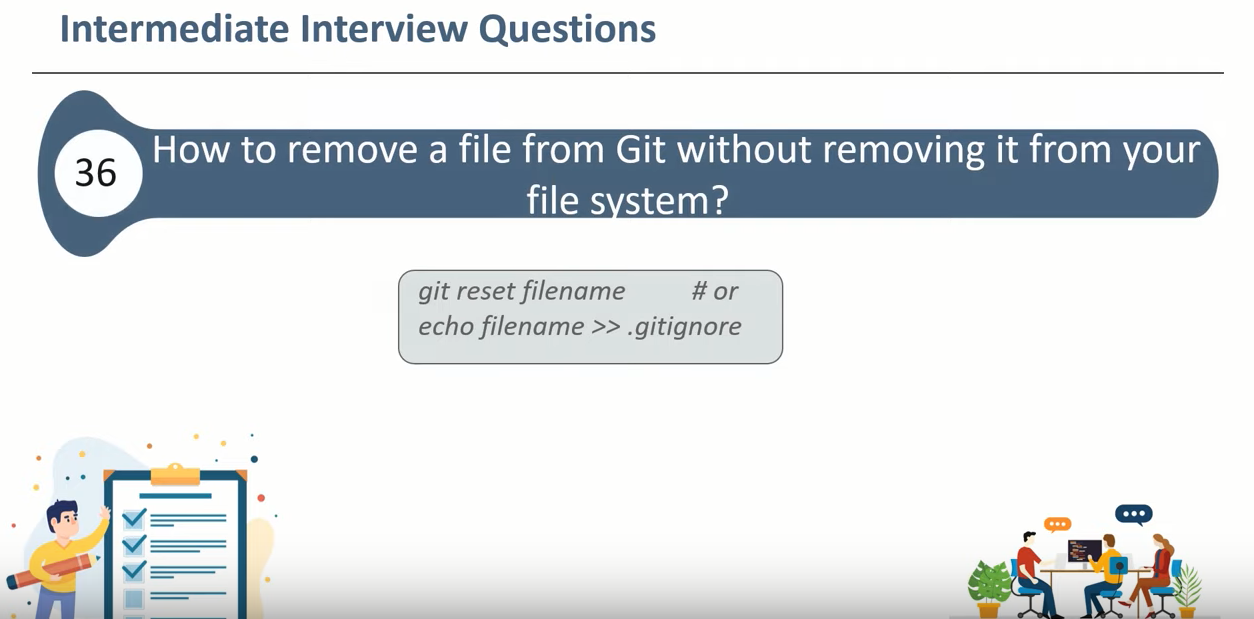 Intermediate Interview Questions
36
How to remove a file from Git without removing it from your
file system?
git reset filename # or
echo filename >> .gitignore